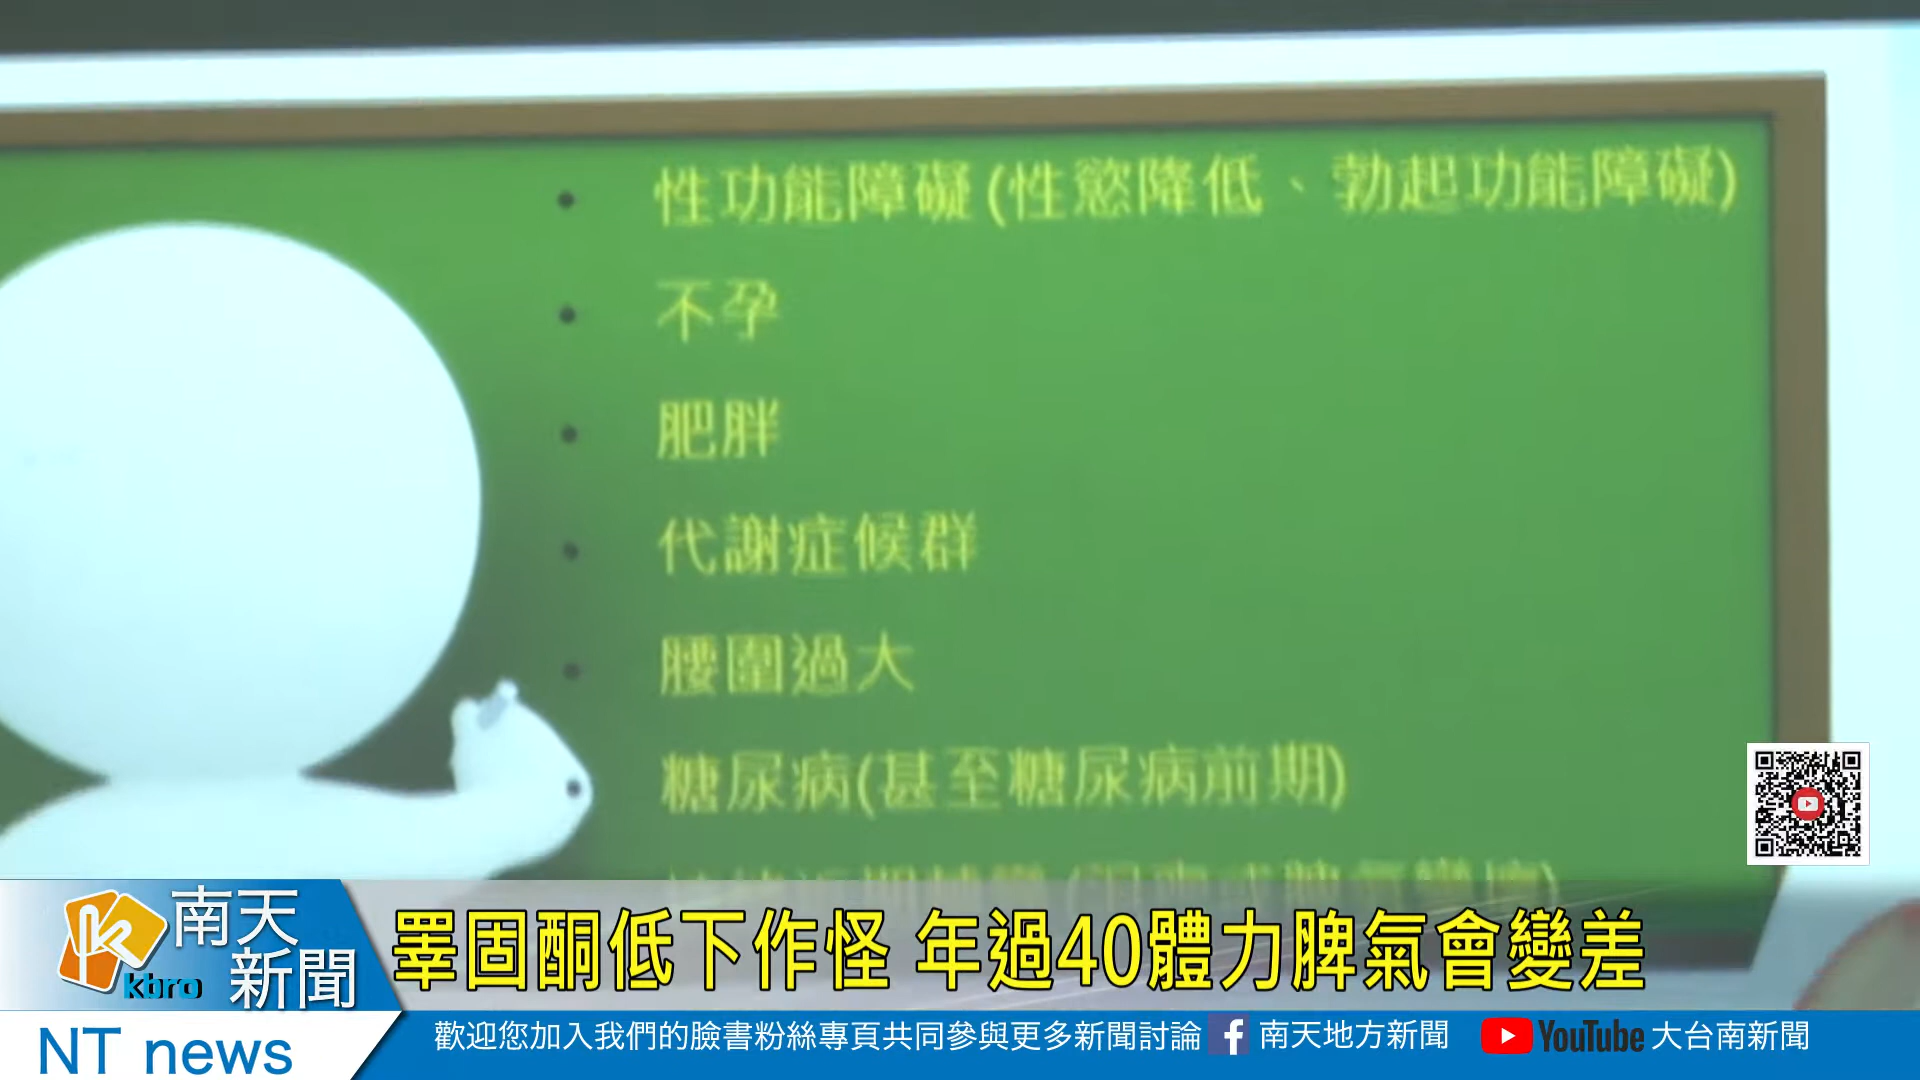 性功能障礙(性慾降低、勃起功能障礙)
不孕
肥胖
代謝症候群
腰圍過大
糖尿病(甚至糖尿病前期)
南天新聞
kbro
睪固酮低下作怪 年過40體力脾氣會變差
NT news
歡迎您加入我們的臉書粉絲專頁共同參與更多新聞討論 南天地方新聞 YouTube 大台南新聞